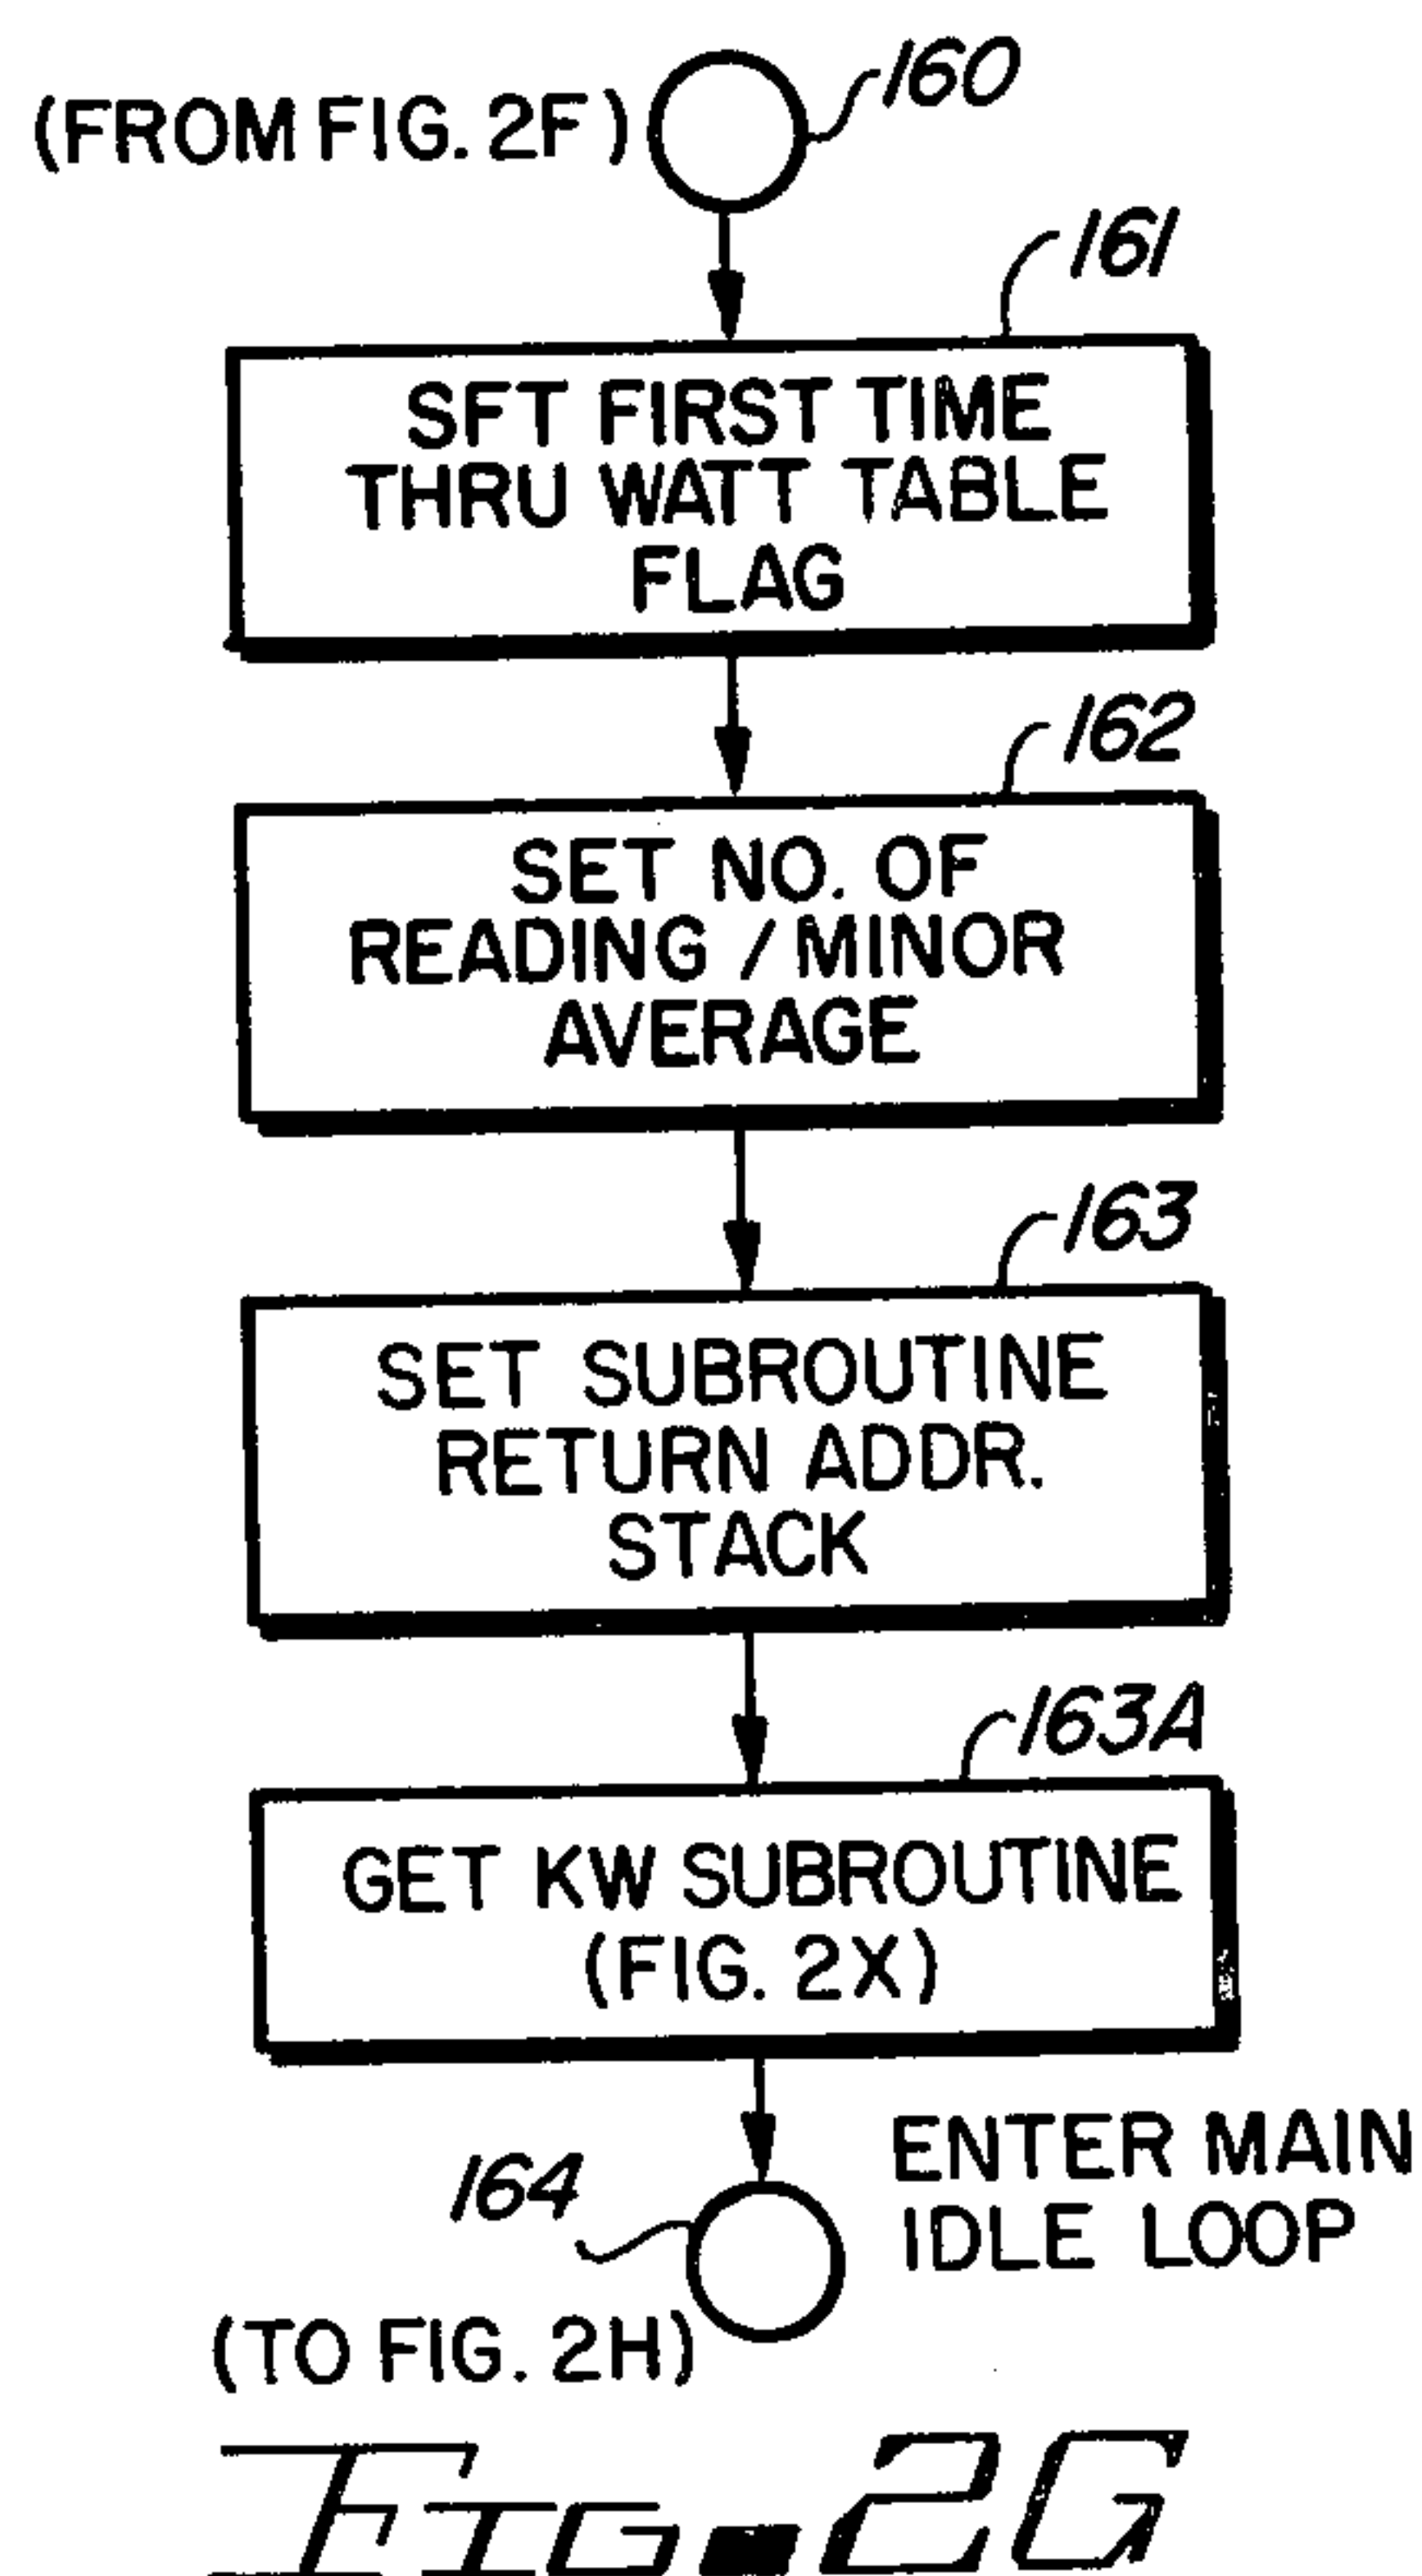 160
(FROM FIG. 2F)
161
SFT FIRST TIME
THRU WATT TABLE
FLAG
162
SET NO. OF
READING / MINOR
AVERAGE
163
SET SUBROUTINE
RETURN ADDR.
STACK
163A
GET KW SUBROUTINE
(FIG. 2X)
164
ENTER MAIN
IDLE LOOP
(TO FIG. 2H)
FIG. 2G